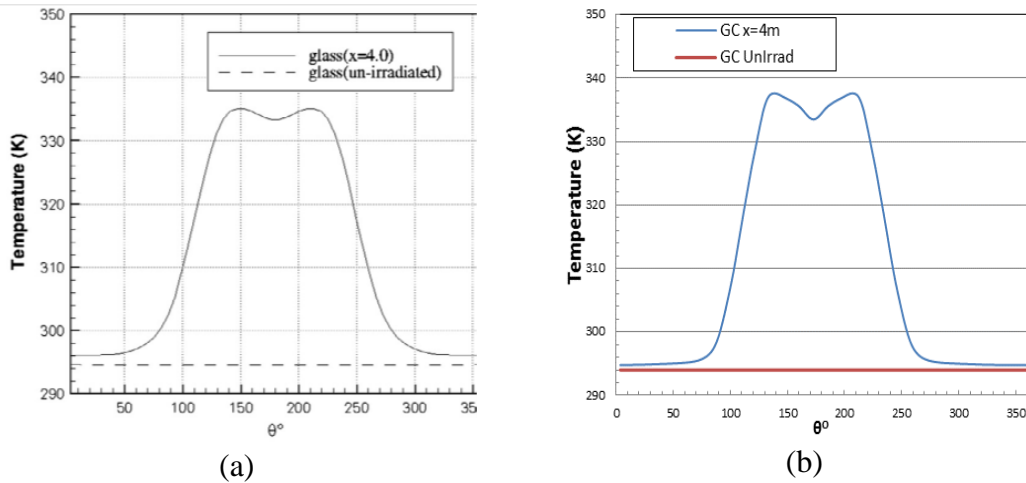 350
340
330
320
310
300
290
Temperature (K)
glass(x=4.0)
glass(un-irradiated)
50
100
150
200
250
300
35
θ°
(a)
350
340
330
320
310
300
290
Temperature (K)
GC x=4m
GC UnIrrad
0
50
100
150
200
250
300
350
θ⁰
(b)